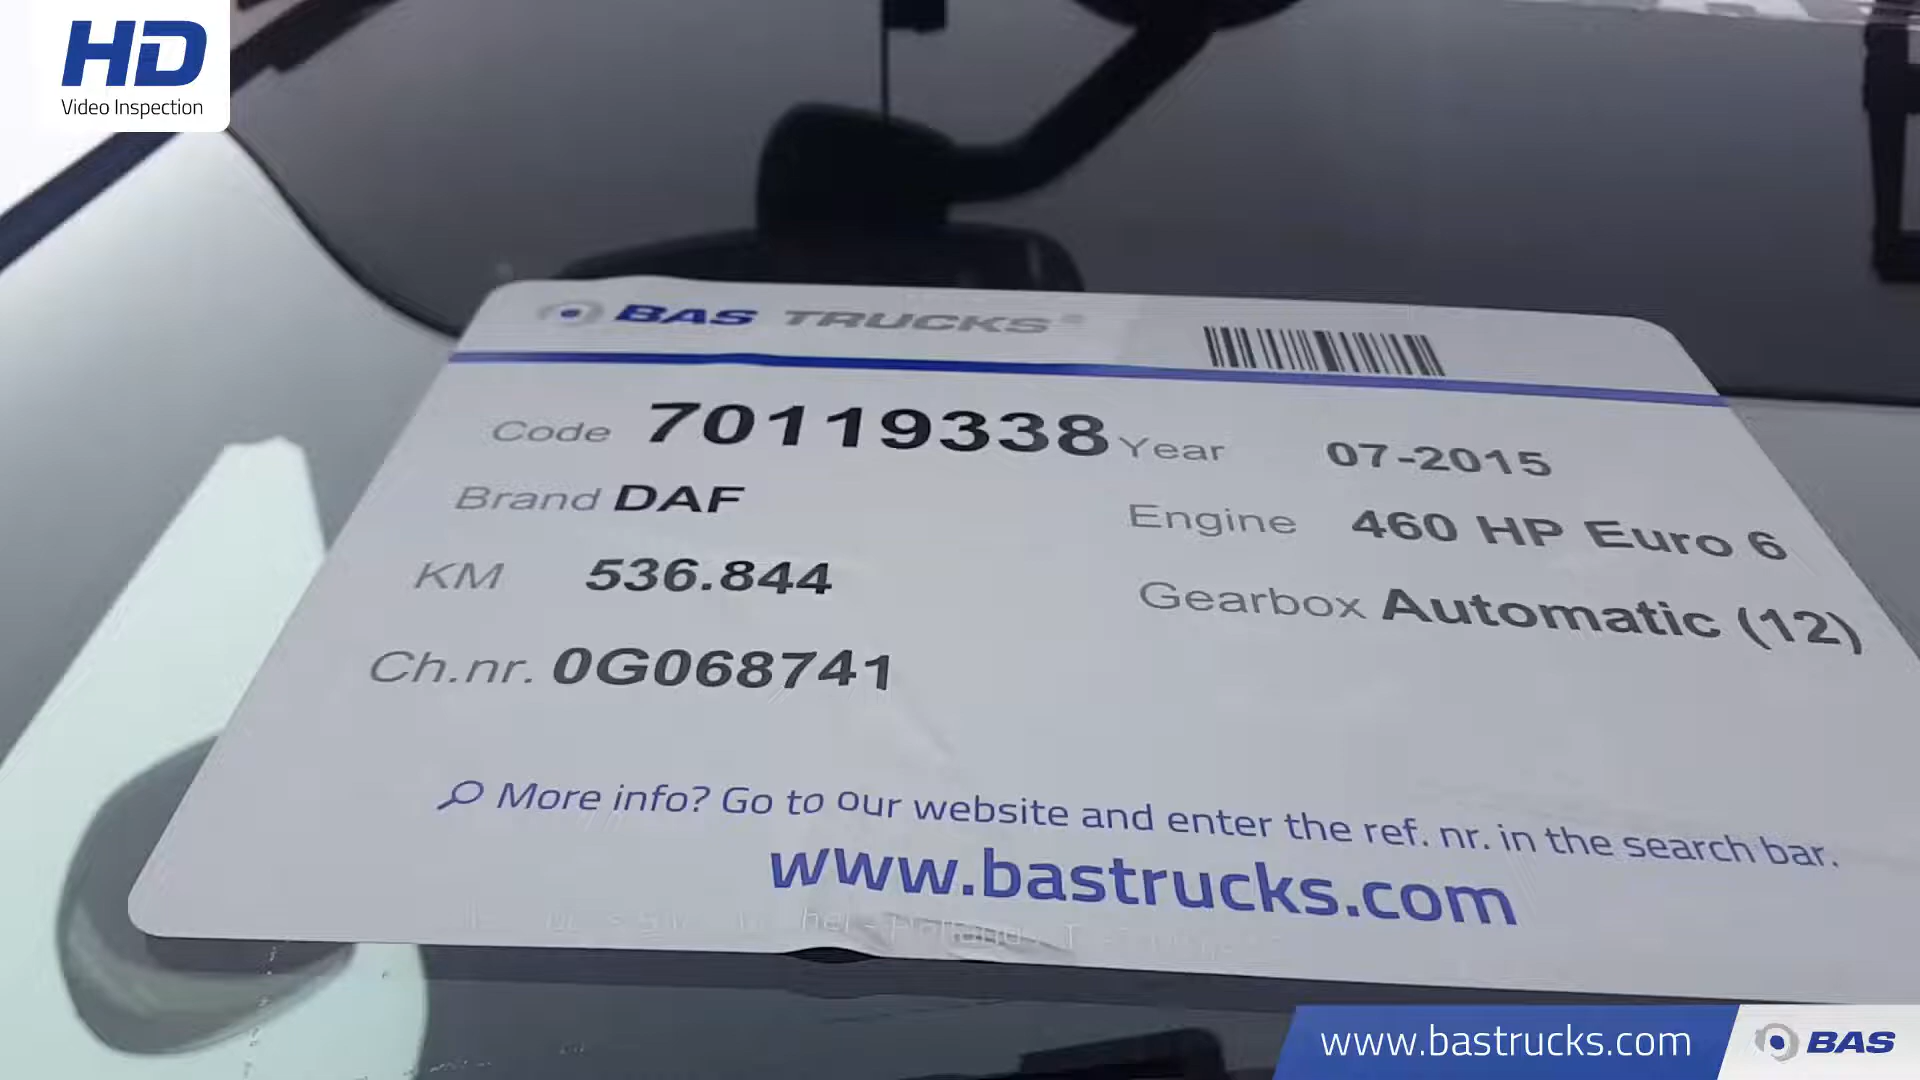 HD
Video Inspection
BAS TRUCKS
Code 70119338 Year 07-2015
Brand DAF
Engine 460 HP Euro 6
KM 536.844
Gearbox Automatic (12)
Ch.nr. 0G068741
More info? Go to our website and enter the ref. nr. in the search bar.
www.bastrucks.com
www.bastrucks.com
BAS